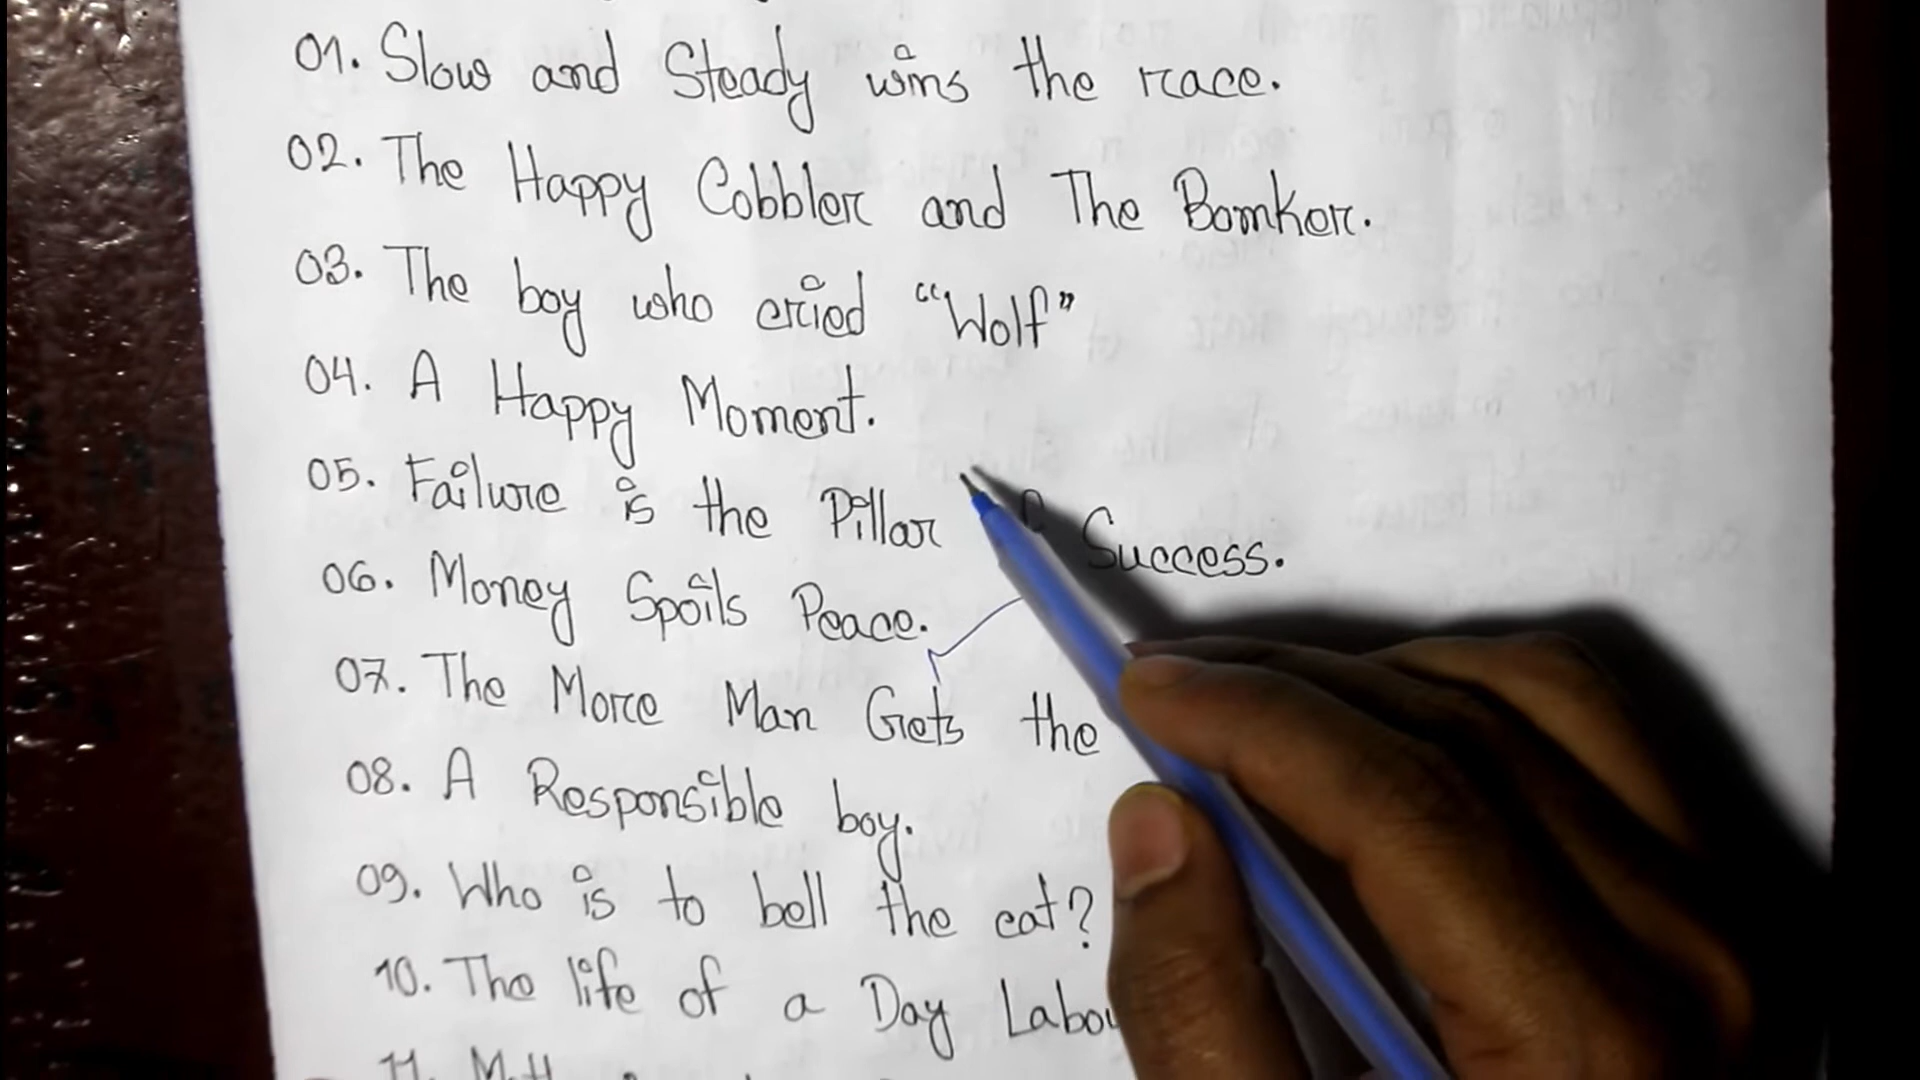 01. Slow and Steady wins the race.
02. The Happy Cobbler and The Banker.
03. The boy who cried "Wolf"
04. A Happy Moment.
05. Failure is the Pillar Success.
06. Money Spoils Peace.
07. The More Man Gets the
08. A Responsible boy.
09. Who is to bell the cat?
10. The life of a Day
11.